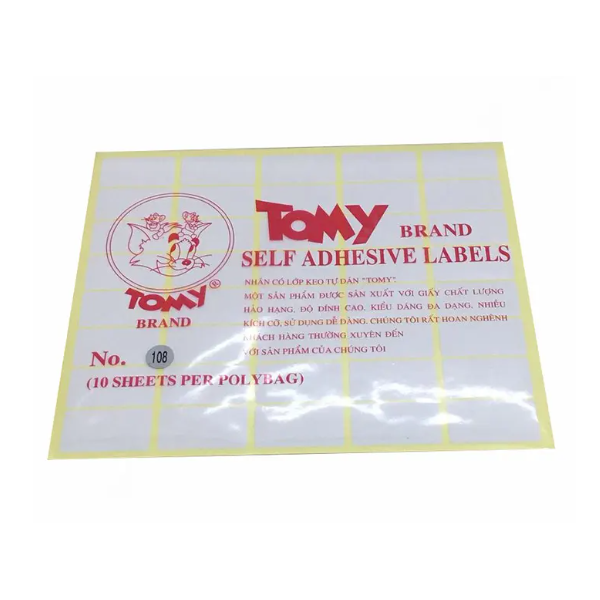 TOMY BRAND
SELF ADHESIVE LABELS
TOMY ®
BRAND
NHÃN CÓ LỚP KEO TỰ DÁN "TOMY".
MỘT SẢN PHẨM ĐƯỢC SẢN XUẤT VỚI GIẤY CHẤT LƯỢNG
HẢO HẠNG, ĐỘ DÍNH CAO, KIỂU DÁNG ĐA DẠNG, NHIỀU
KÍCH CỠ, SỬ DỤNG DỄ DÀNG. CHÚNG TÔI RẤT HOAN NGHÊNH
KHÁCH HÀNG THƯỜNG XUYÊN ĐẾN
VỚI SẢN PHẨM CỦA CHÚNG TÔI
No. 108
(10 SHEETS PER POLYBAG)